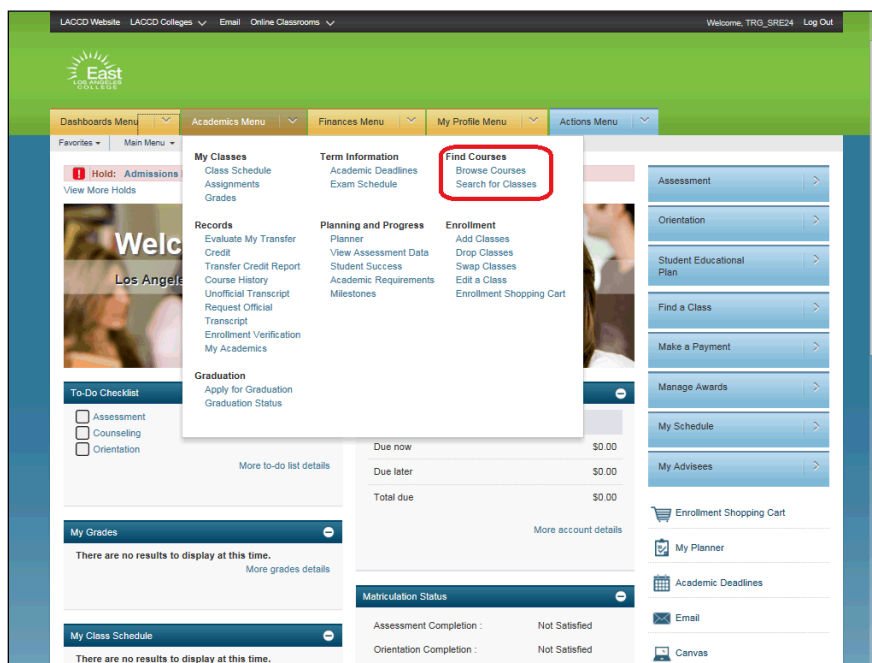 LACCD Website LACCD Colleges Email Online Classrooms Welcome, TRG_SRE24 Log Out
East
LOS ANGELES
COLLEGE
Dashboards Menu Academics Menu Finances Menu My Profile Menu Actions Menu
Favorites Main Menu
Hold: Admissions
View More Holds
Welc
Los Angele
My Classes
Class Schedule
Assignments
Grades
Term Information
Academic Deadlines
Exam Schedule
Find Courses
Browse Courses
Search for Classes
Records
Evaluate My Transfer
Credit
Transfer Credit Report
Course History
Unofficial Transcript
Request Official
Transcript
Enrollment Verification
My Academics
Planning and Progress
Planner
View Assessment Data
Student Success
Academic Requirements
Milestones
Enrollment
Add Classes
Drop Classes
Swap Classes
Edit a Class
Enrollment Shopping Cart
Graduation
Apply for Graduation
Graduation Status
To-Do Checklist
Assessment
Counseling
Orientation
More to-do list details
Due now $0.00
Due later $0.00
Total due $0.00
More account details
My Grades
There are no results to display at this time.
More grades details
Matriculation Status
Assessment Completion : Not Satisfied
Orientation Completion : Not Satisfied
My Class Schedule
There are no results to display at this time.
Assessment
Orientation
Student Educational
Plan
Find a Class
Make a Payment
Manage Awards
My Schedule
My Advisees
Enrollment Shopping Cart
My Planner
Academic Deadlines
Email
Canvas